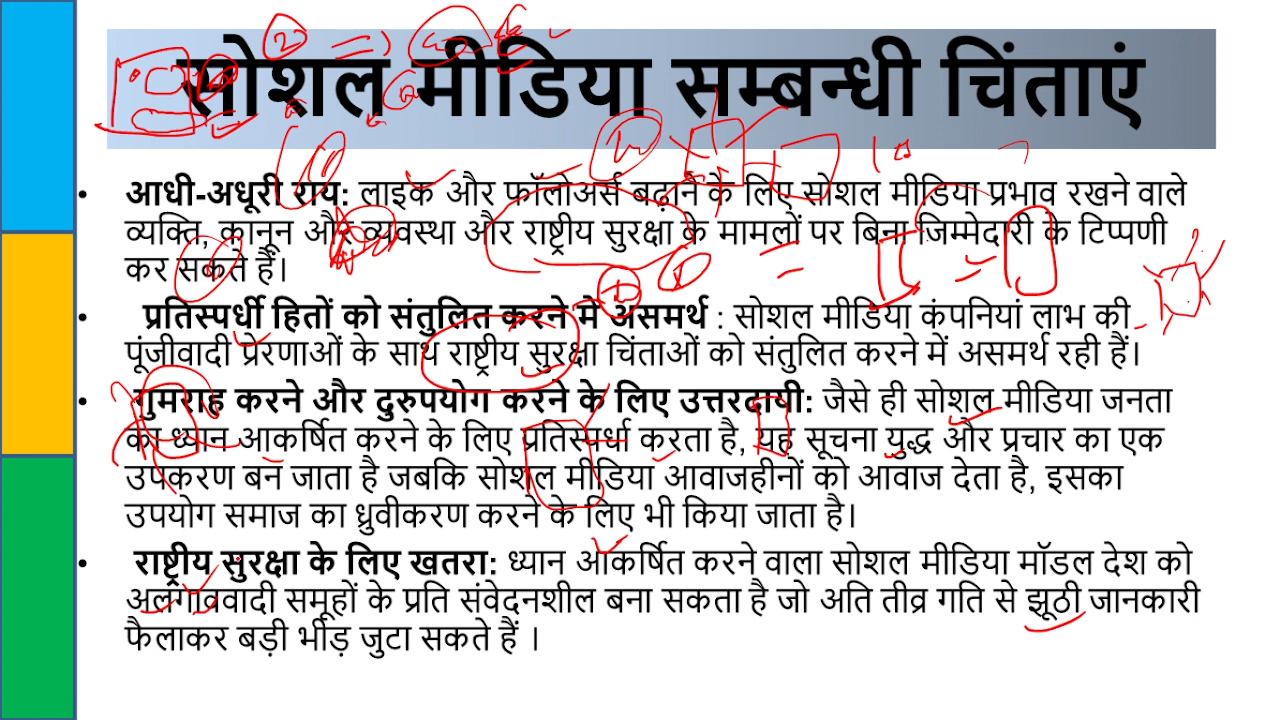 सोशल मीडिया सम्बन्धी चिंताएं
• आधी-अधूरी राय: लाइक और फॉलोअर्स बढ़ाने के लिए सोशल मीडिया प्रभाव रखने वाले
व्यक्ति, कानून और व्यवस्था और राष्ट्रीय सुरक्षा के मामलों पर बिना जिम्मेदारी के टिप्पणी
कर सकते हैं।
• प्रतिस्पर्धी हितों को संतुलित करने में असमर्थ : सोशल मीडिया कंपनियां लाभ की
पूंजीवादी प्रेरणाओं के साथ राष्ट्रीय सुरक्षा चिंताओं को संतुलित करने में असमर्थ रही हैं।
• गुमराह करने और दुरुपयोग करने के लिए उत्तरदायी: जैसे ही सोशल मीडिया जनता
का ध्यान आकर्षित करने के लिए प्रतिस्पर्धा करता है, यह सूचना युद्ध और प्रचार का एक
उपकरण बन जाता है जबकि सोशल मीडिया आवाजहीनों को आवाज देता है, इसका
उपयोग समाज का ध्रुवीकरण करने के लिए भी किया जाता है।
• राष्ट्रीय सुरक्षा के लिए खतरा: ध्यान आकर्षित करने वाला सोशल मीडिया मॉडल देश को
अलगाववादी समूहों के प्रति संवेदनशील बना सकता है जो अति तीव्र गति से झूठी जानकारी
फैलाकर बड़ी भीड़ जुटा सकते हैं ।